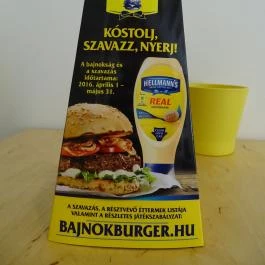 KÓSTOLJ,
SZAVAZZ, NYERJ!
A bajnokság és
a szavazás
időtartama:
2016. április 1 –
május 31.
HELLMANN'S
REAL
A SZAVAZÁS, A RÉSZTVEVŐ ÉTTERMEK LISTÁJA
VALAMINT A RÉSZLETES JÁTÉKSZABÁLYZAT:
BAJNOKBURGER.HU